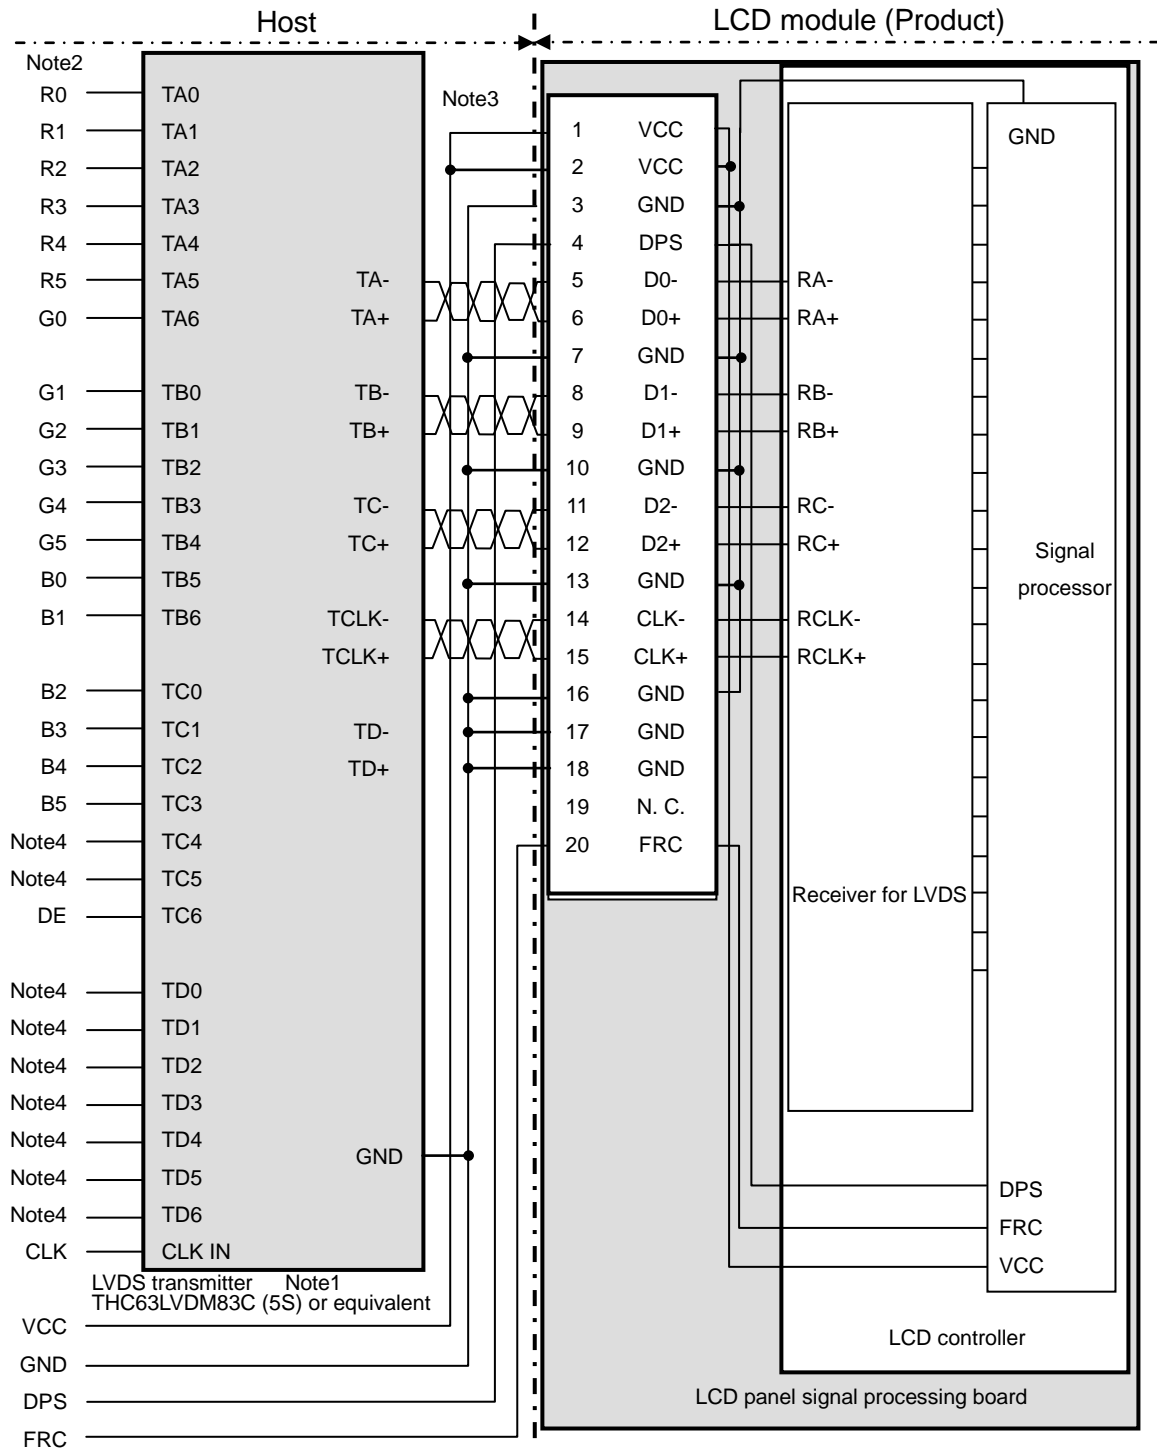 Host
LCD module (Product)
Note2
R0 TA0
R1 TA1
R2 TA2
R3 TA3
R4 TA4
R5 TA5
G0 TA6
G1 TB0
G2 TB1
G3 TB2
G4 TB3
G5 TB4
B0 TB5
B1 TB6
B2 TC0
B3 TC1
B4 TC2
B5 TC3
Note4 TC4
Note4 TC5
DE TC6
Note4 TD0
Note4 TD1
Note4 TD2
Note4 TD3
Note4 TD4
Note4 TD5
Note4 TD6
CLK CLK IN
TA-
TA+
TB-
TB+
TC-
TC+
TCLK-
TCLK+
TD-
TD+
GND
LVDS transmitter Note1
THC63LVDM83C (5S) or equivalent
VCC
GND
DPS
FRC
Note3
1 VCC
2 VCC
3 GND
4 DPS
5 D0-
6 D0+
7 GND
8 D1-
9 D1+
10 GND
11 D2-
12 D2+
13 GND
14 CLK-
15 CLK+
16 GND
17 GND
18 GND
19 N. C.
20 FRC
RA-
RA+
RB-
RB+
RC-
RC+
RCLK-
RCLK+
Receiver for LVDS
GND
Signal
processor
DPS
FRC
VCC
LCD controller
LCD panel signal processing board